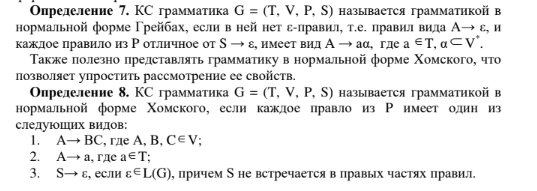 Определение 7. КС грамматика G = (T, V, P, S) называется грамматикой в
нормальной форме Грейбах, если в ней нет ε-правил, т.е. правил вида A→ ε, и
каждое правило из P отличное от S → ε, имеет вид A → aα, где a ∈ T, α ⊂ V*.
Также полезно представлять грамматику в нормальной форме Хомского, что
позволяет упростить рассмотрение ее свойств.
Определение 8. КС грамматика G = (T, V, P, S) называется грамматикой в
нормальной форме Хомского, если каждое правло из P имеет один из
следующих видов:
1. A→ BC, где A, B, C∈V;
2. A→ a, где a∈T;
3. S→ ε, если ε∈L(G), причем S не встречается в правых частях правил.